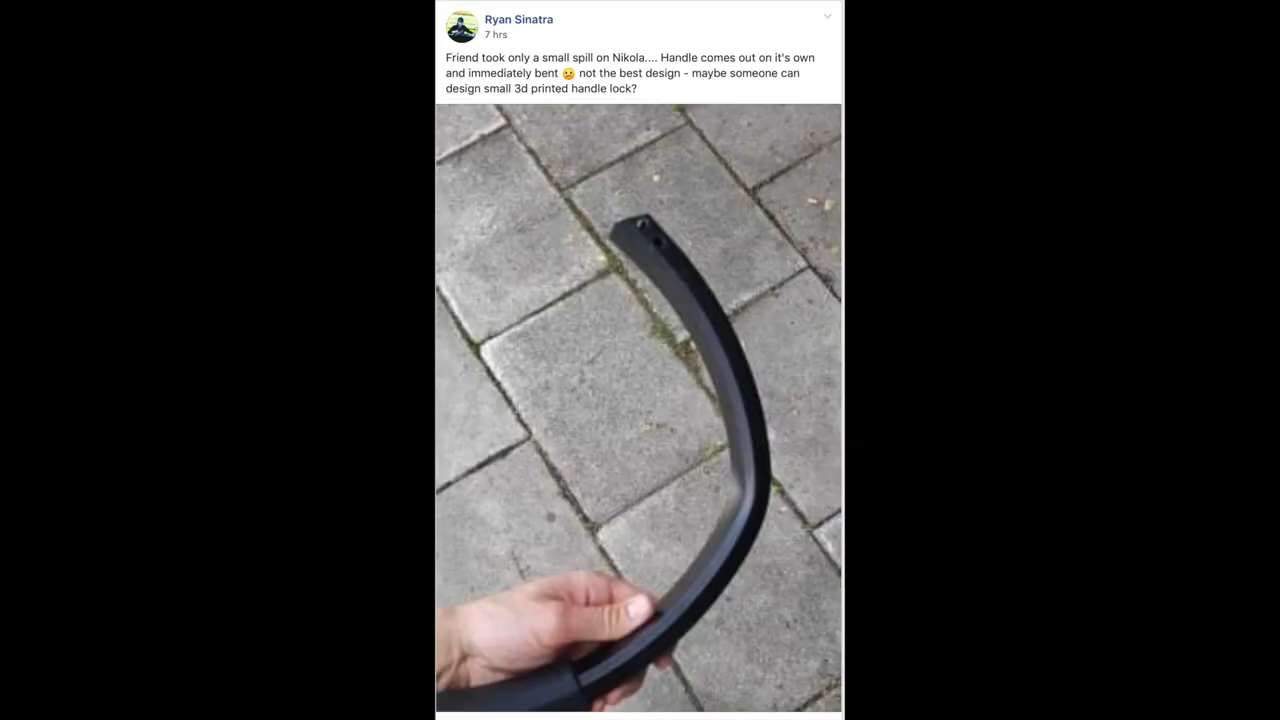 Ryan Sinatra
7 hrs
Friend took only a small spill on Nikola.... Handle comes out on it's own
and immediately bent 😢 not the best design - maybe someone can
design small 3d printed handle lock?